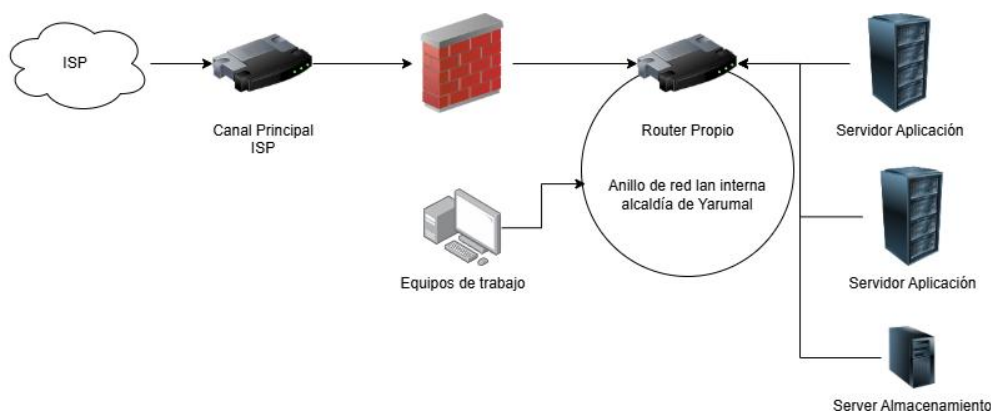 ISP
Canal Principal
ISP
Router Propio
Servidor Aplicación
Anillo de red lan interna
alcaldía de Yarumal
Equipos de trabajo
Servidor Aplicación
Server Almacenamiento